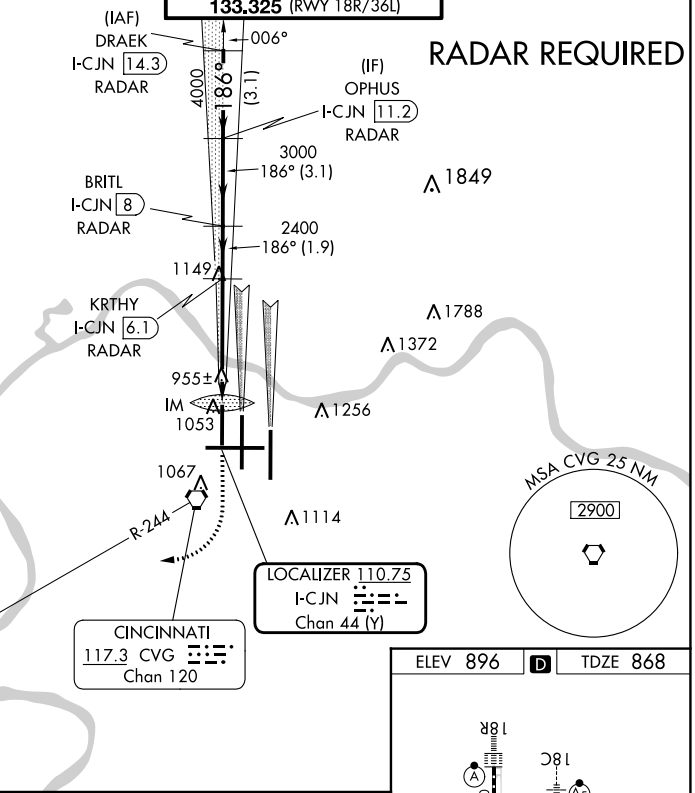 133.325 (RWY 18R/36L)
RADAR REQUIRED
(IAF)
DRAEK
I-CJN 14.3
RADAR
006°
4000
186°
(3.1)
(IF)
OPHUS
I-CJN 11.2
RADAR
3000
186° (3.1)
1849
BRITL
I-CJN 8
RADAR
2400
186° (1.9)
1149
KRTHY
I-CJN 6.1
RADAR
1788
1372
955±
IM
1053
1256
1067
R-244
1114
MSA CVG 25 NM
2900
LOCALIZER 110.75
I-CJN
Chan 44 (Y)
CINCINNATI
117.3 CVG
Chan 120
ELEV 896 D TDZE 868
18R
18C
A